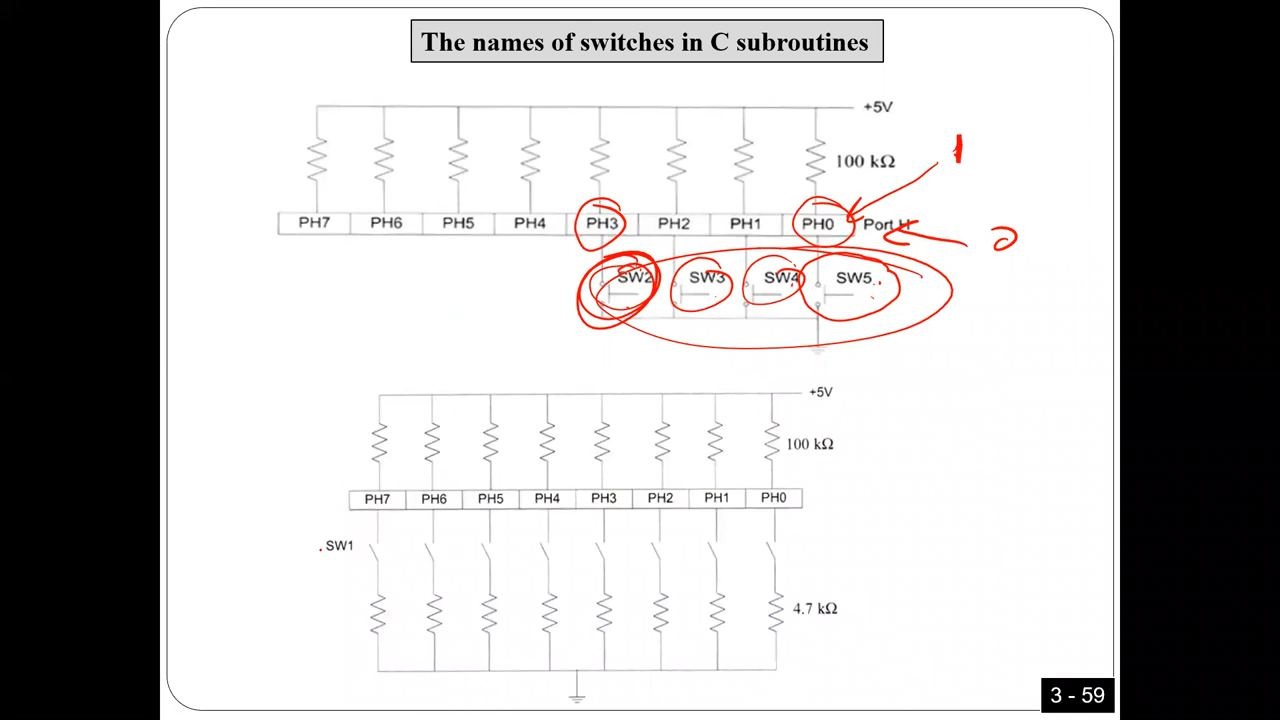 The names of switches in C subroutines
+5V
100 kΩ
1
PH7 PH6 PH5 PH4 PH3 PH2 PH1 PH0 Port H
0
SW2 SW3 SW4 SW5
+5V
100 kΩ
PH7 PH6 PH5 PH4 PH3 PH2 PH1 PH0
SW1
4.7 kΩ
3 - 59